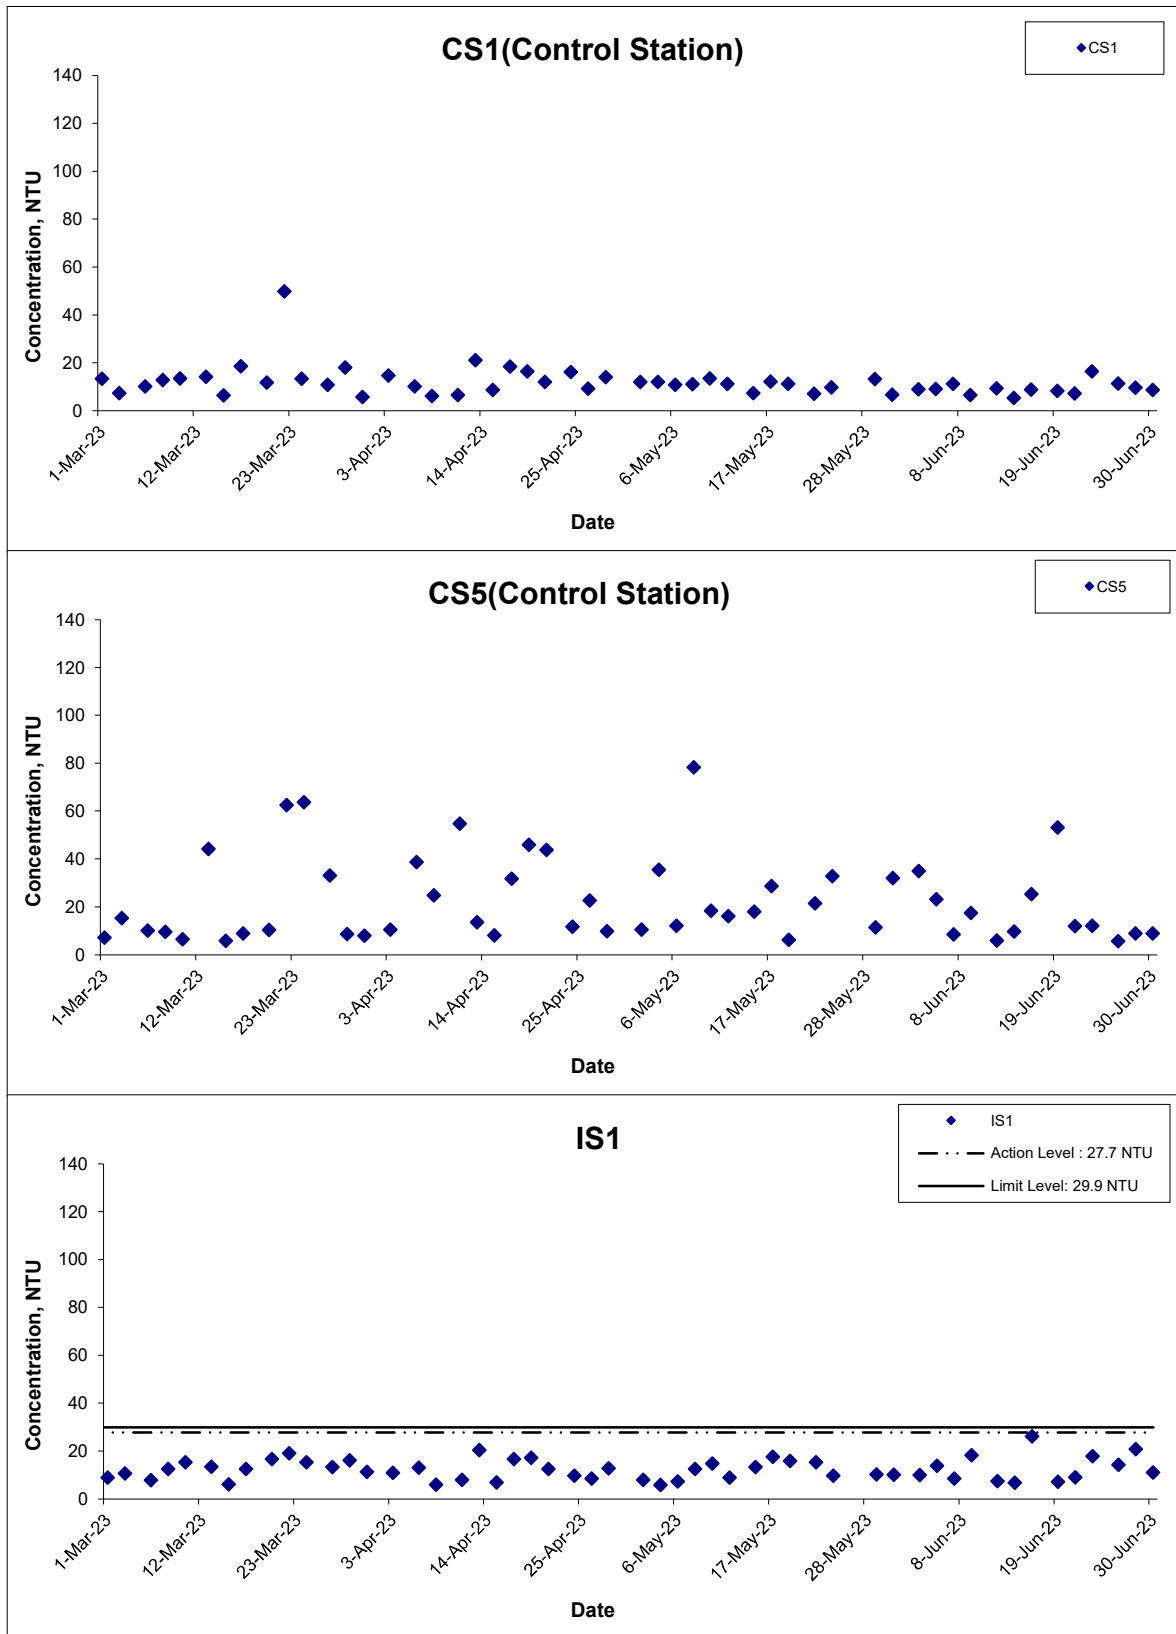 CS1(Control Station)
CS1
140
120
100
80
60
40
20
0
Concentration, NTU
1-Mar-23
12-Mar-23
23-Mar-23
3-Apr-23
14-Apr-23
25-Apr-23
6-May-23
17-May-23
28-May-23
8-Jun-23
19-Jun-23
30-Jun-23
Date
CS5(Control Station)
CS5
140
120
100
80
60
40
20
0
Concentration, NTU
1-Mar-23
12-Mar-23
23-Mar-23
3-Apr-23
14-Apr-23
25-Apr-23
6-May-23
17-May-23
28-May-23
8-Jun-23
19-Jun-23
30-Jun-23
Date
IS1
IS1
Action Level : 27.7 NTU
Limit Level: 29.9 NTU
140
120
100
80
60
40
20
0
Concentration, NTU
1-Mar-23
12-Mar-23
23-Mar-23
3-Apr-23
14-Apr-23
25-Apr-23
6-May-23
17-May-23
28-May-23
8-Jun-23
19-Jun-23
30-Jun-23
Date